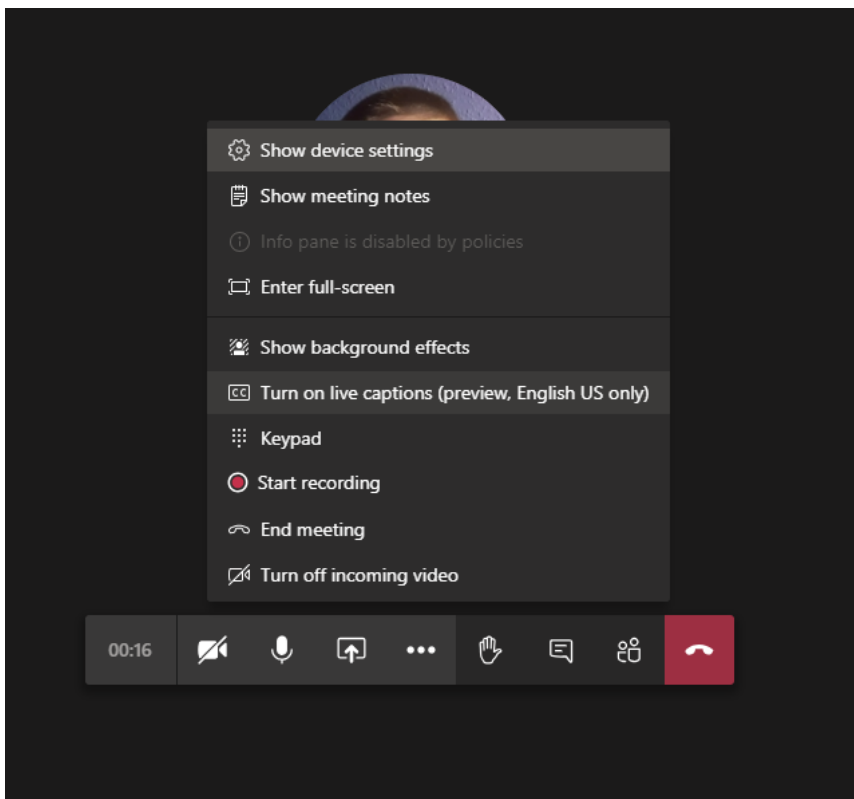 Show device settings
Show meeting notes
Info pane is disabled by policies
Enter full-screen
Show background effects
CC Turn on live captions (preview, English US only)
Keypad
Start recording
End meeting
Turn off incoming video
00:16